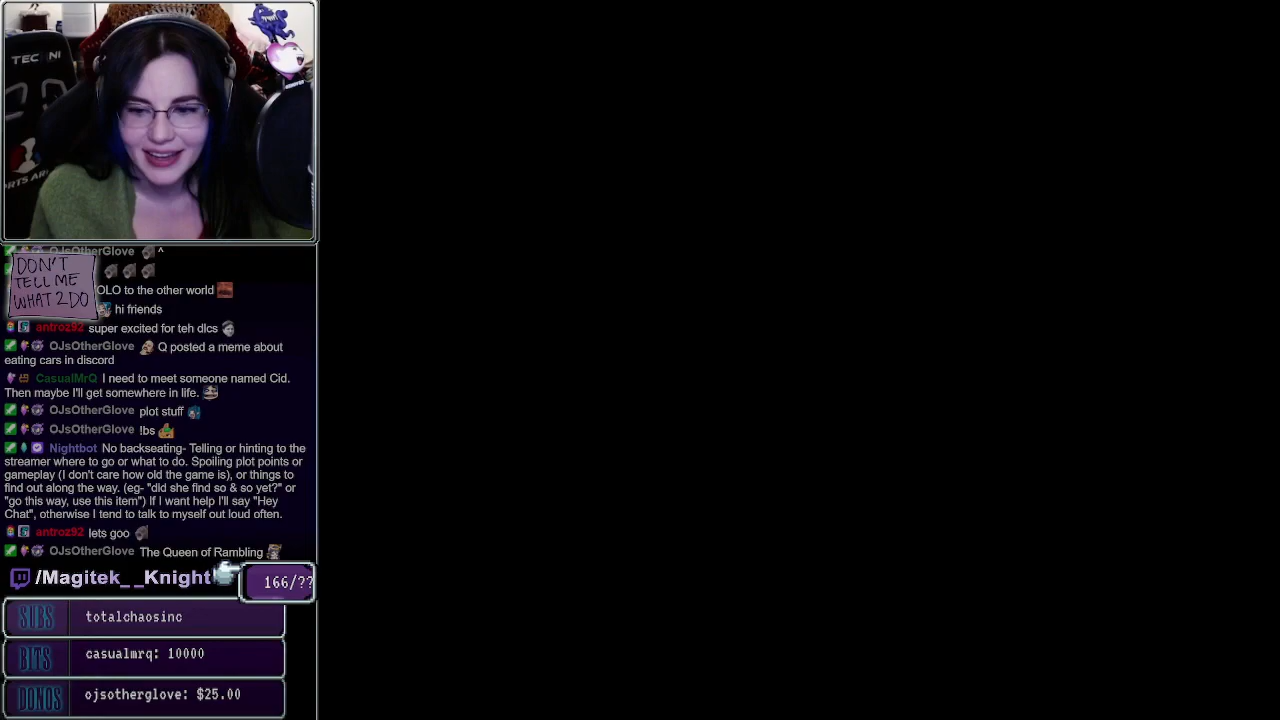 TECHNI
OJsOtherGlove ^
DON'T
TELL ME
WHAT 2 DO
OLO to the other world
hi friends
antroz92 super excited for teh dlcs
OJsOtherGlove Q posted a meme about
eating cars in discord
CasualMrQ I need to meet someone named Cid.
Then maybe I'll get somewhere in life.
OJsOtherGlove plot stuff
OJsOtherGlove !bs
Nightbot No backseating- Telling or hinting to the
streamer where to go or what to do. Spoiling plot points or
gameplay (I don't care how old the game is), or things to
find out along the way. (eg- "did she find so & so yet?" or
"go this way, use this item") If I want help I'll say "Hey
Chat", otherwise I tend to talk to myself out loud often.
antroz92 lets goo
OJsOtherGlove The Queen of Rambling
/Magitek__Knight
166/??
SUBS totalchaosinc
BITS casualmrq: 10000
DONOS ojsotherglove: $25.00